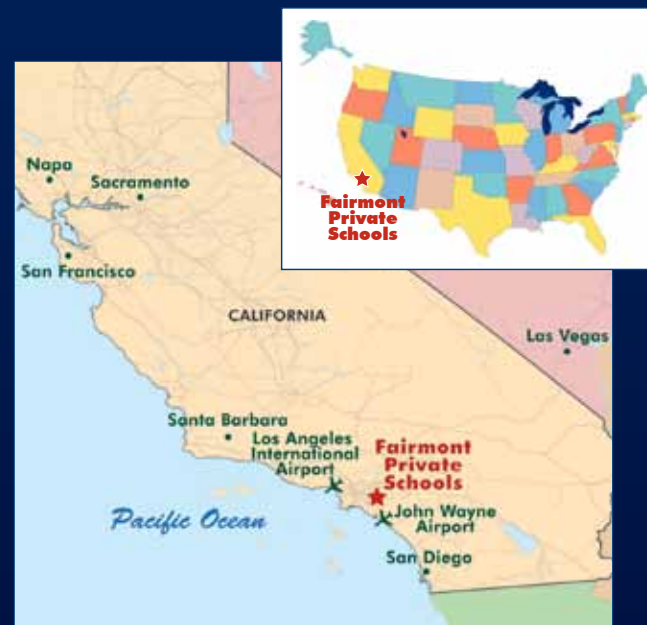 Fairmont
Private
Schools
Napa
Sacramento
San Francisco
CALIFORNIA
Las Vegas
Santa Barbara
Los Angeles
International
Airport
Fairmont
Private
Schools
Pacific Ocean
John Wayne
Airport
San Diego